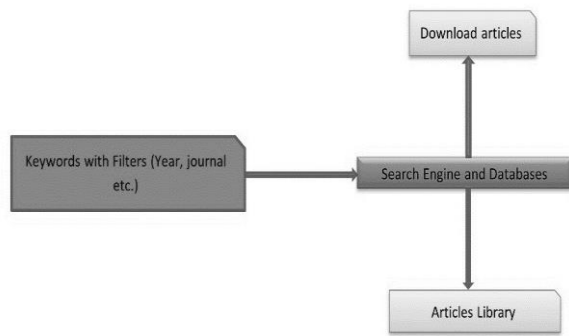 Download articles
Keywords with Filters (Year, journal
etc.)
Search Engine and Databases
Articles Library